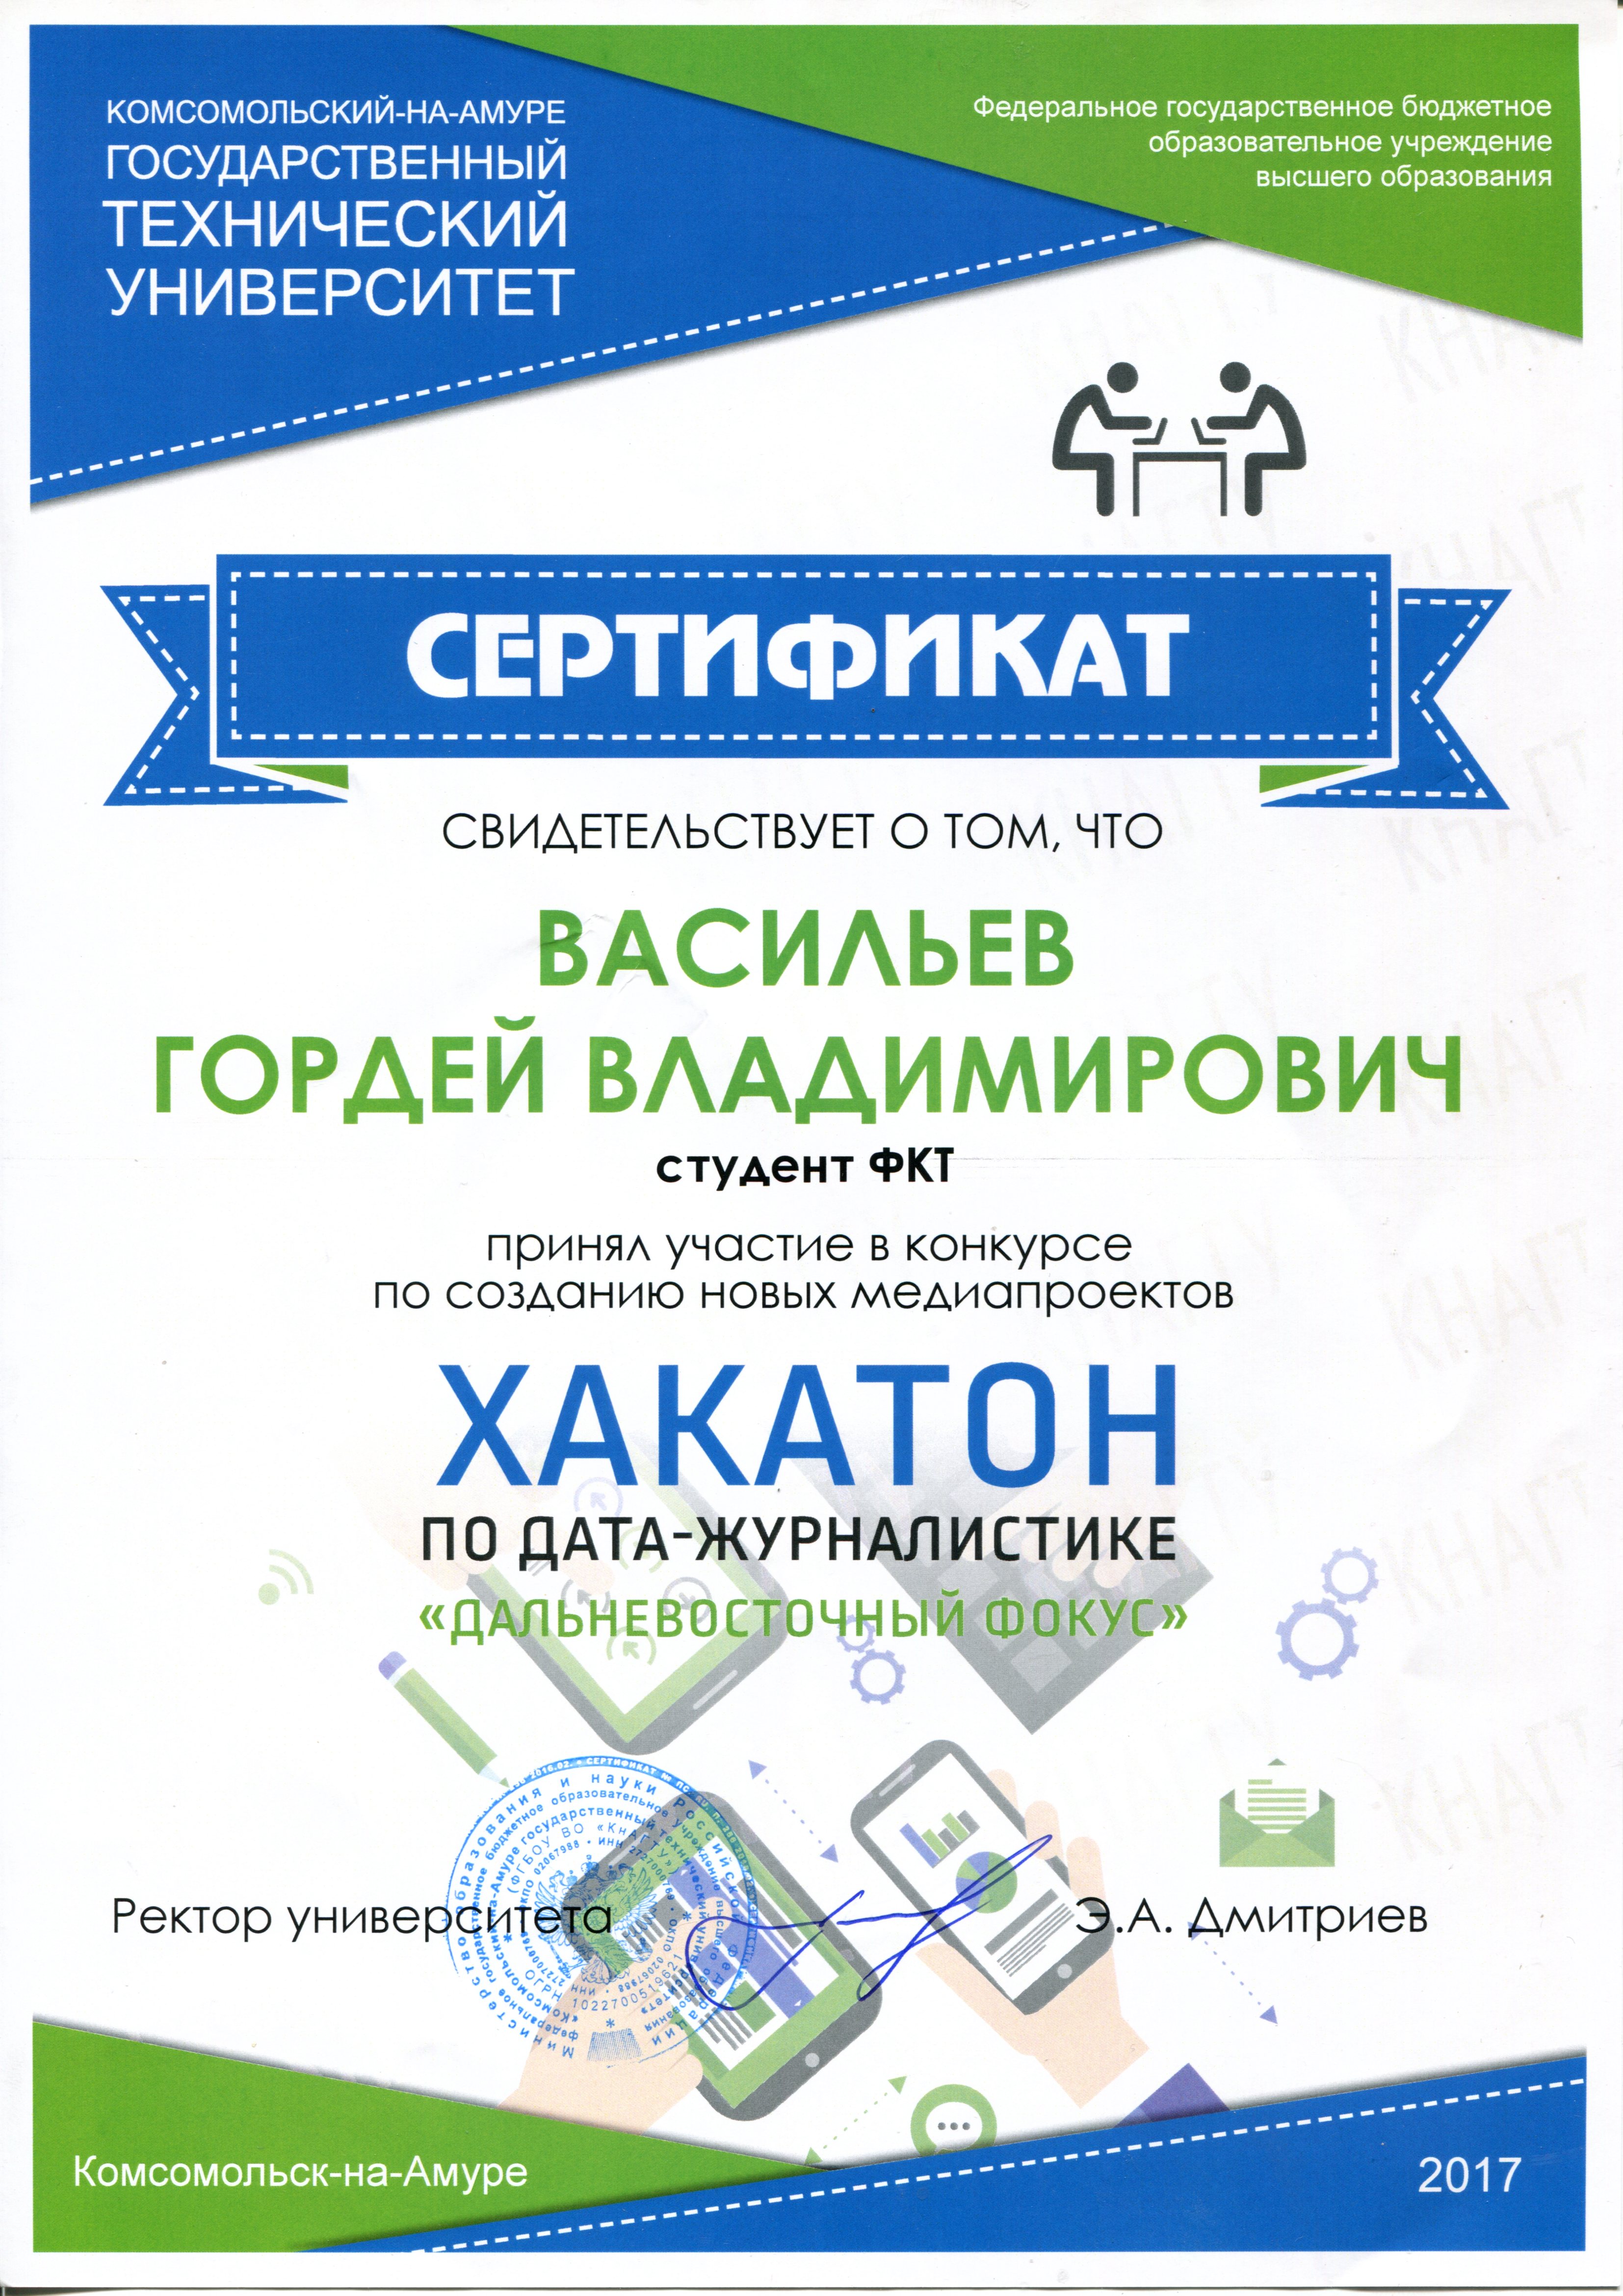 КОМСОМОЛЬСКИЙ-НА-АМУРЕ
ГОСУДАРСТВЕННЫЙ
ТЕХНИЧЕСКИЙ
УНИВЕРСИТЕТ
Федеральное государственное бюджетное
образовательное учреждение
высшего образования
СЕРТИФИКАТ
СВИДЕТЕЛЬСТВУЕТ О ТОМ, ЧТО
ВАСИЛЬЕВ
ГОРДЕЙ ВЛАДИМИРОВИЧ
студент ФКТ
принял участие в конкурсе
по созданию новых медиапроектов
ХАКАТОН
ПО ДАТА-ЖУРНАЛИСТИКЕ
«ДАЛЬНЕВОСТОЧНЫЙ ФОКУС»
Ректор университета
Э.А. Дмитриев
Комсомольск-на-Амуре
2017